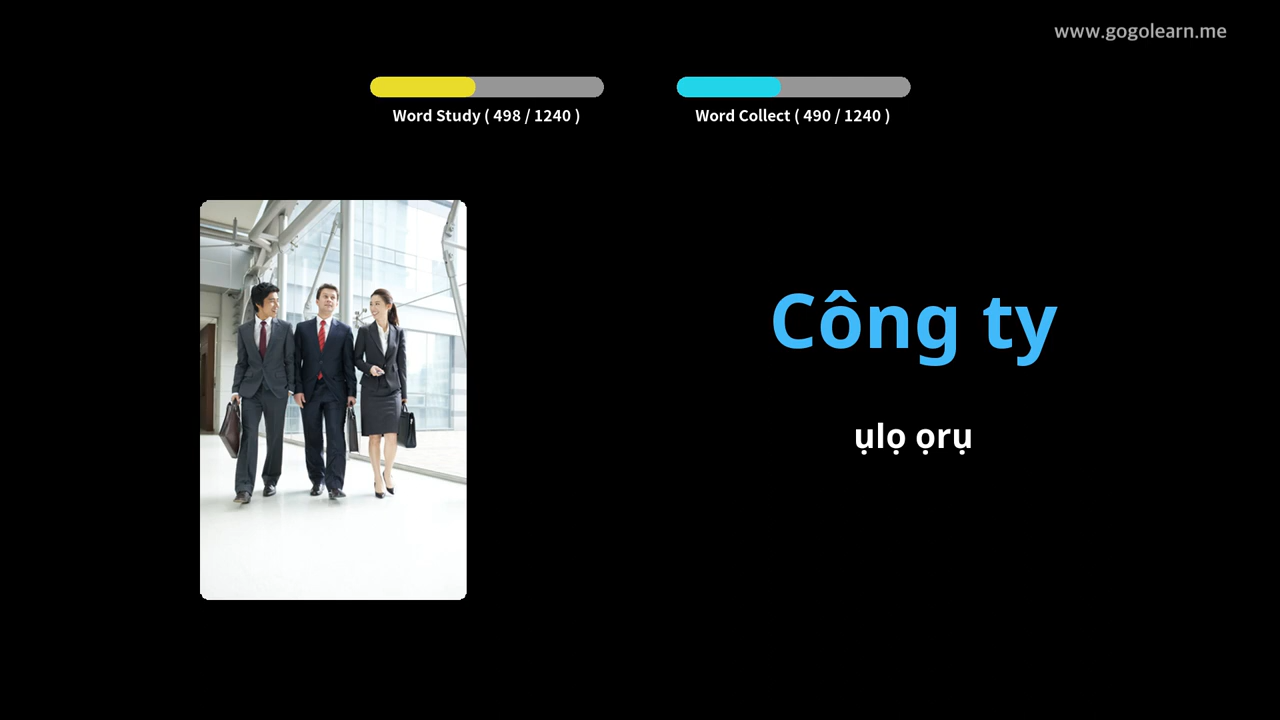 www.gogolearn.me
Word Study ( 498 / 1240 )
Word Collect ( 490 / 1240 )
Công ty
ụlọ ọrụ